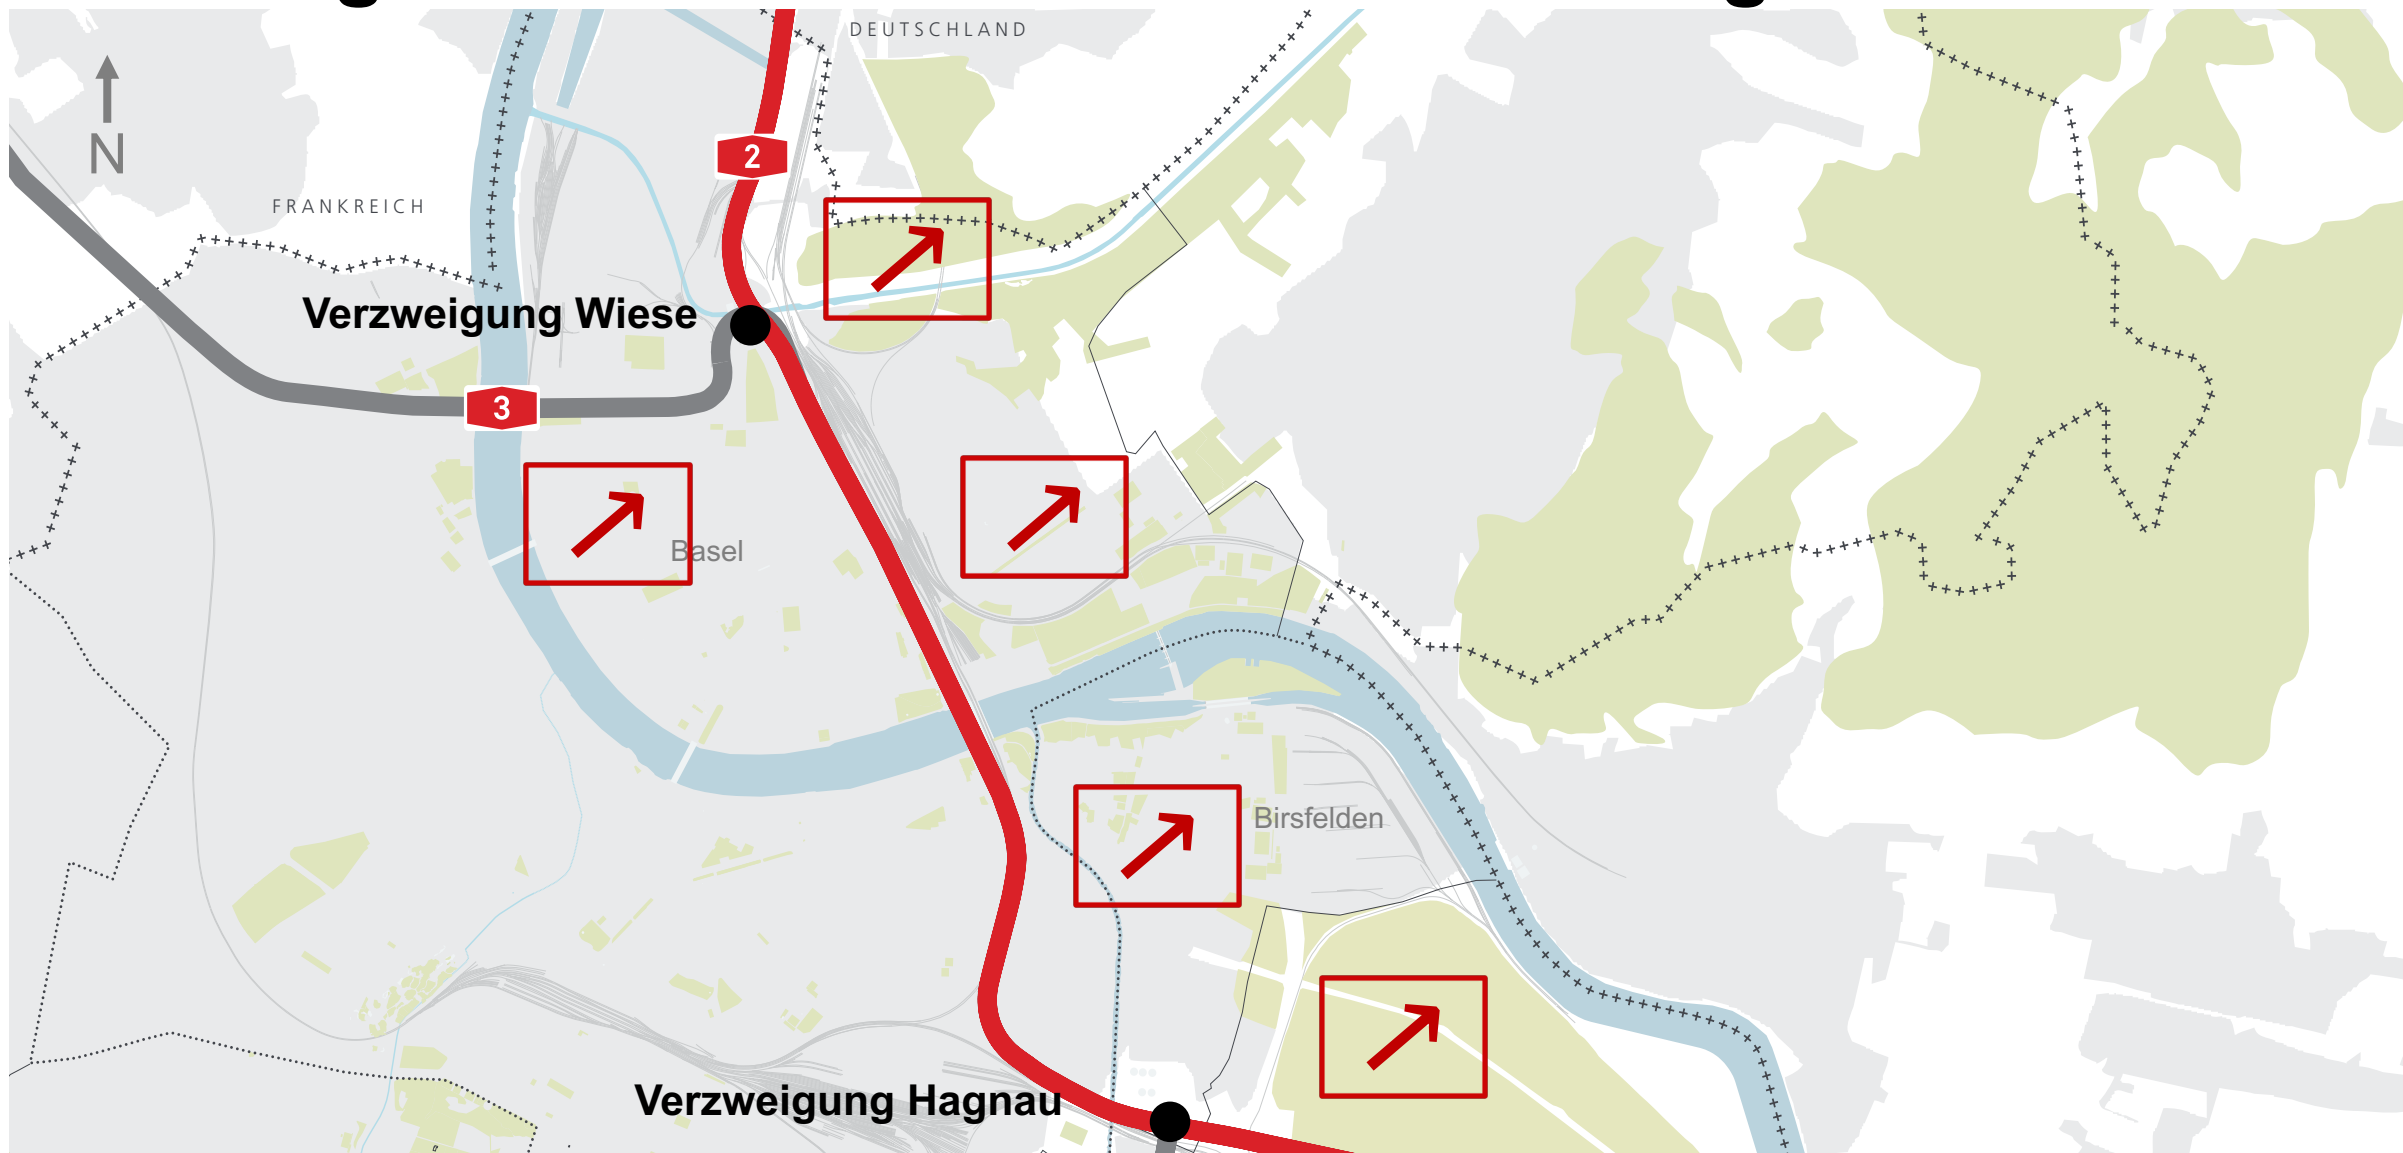 DEUTSCHLAND
N
2
FRANKREICH
Verzweigung Wiese
3
Basel
Birsfelden
Verzweigung Hagnau